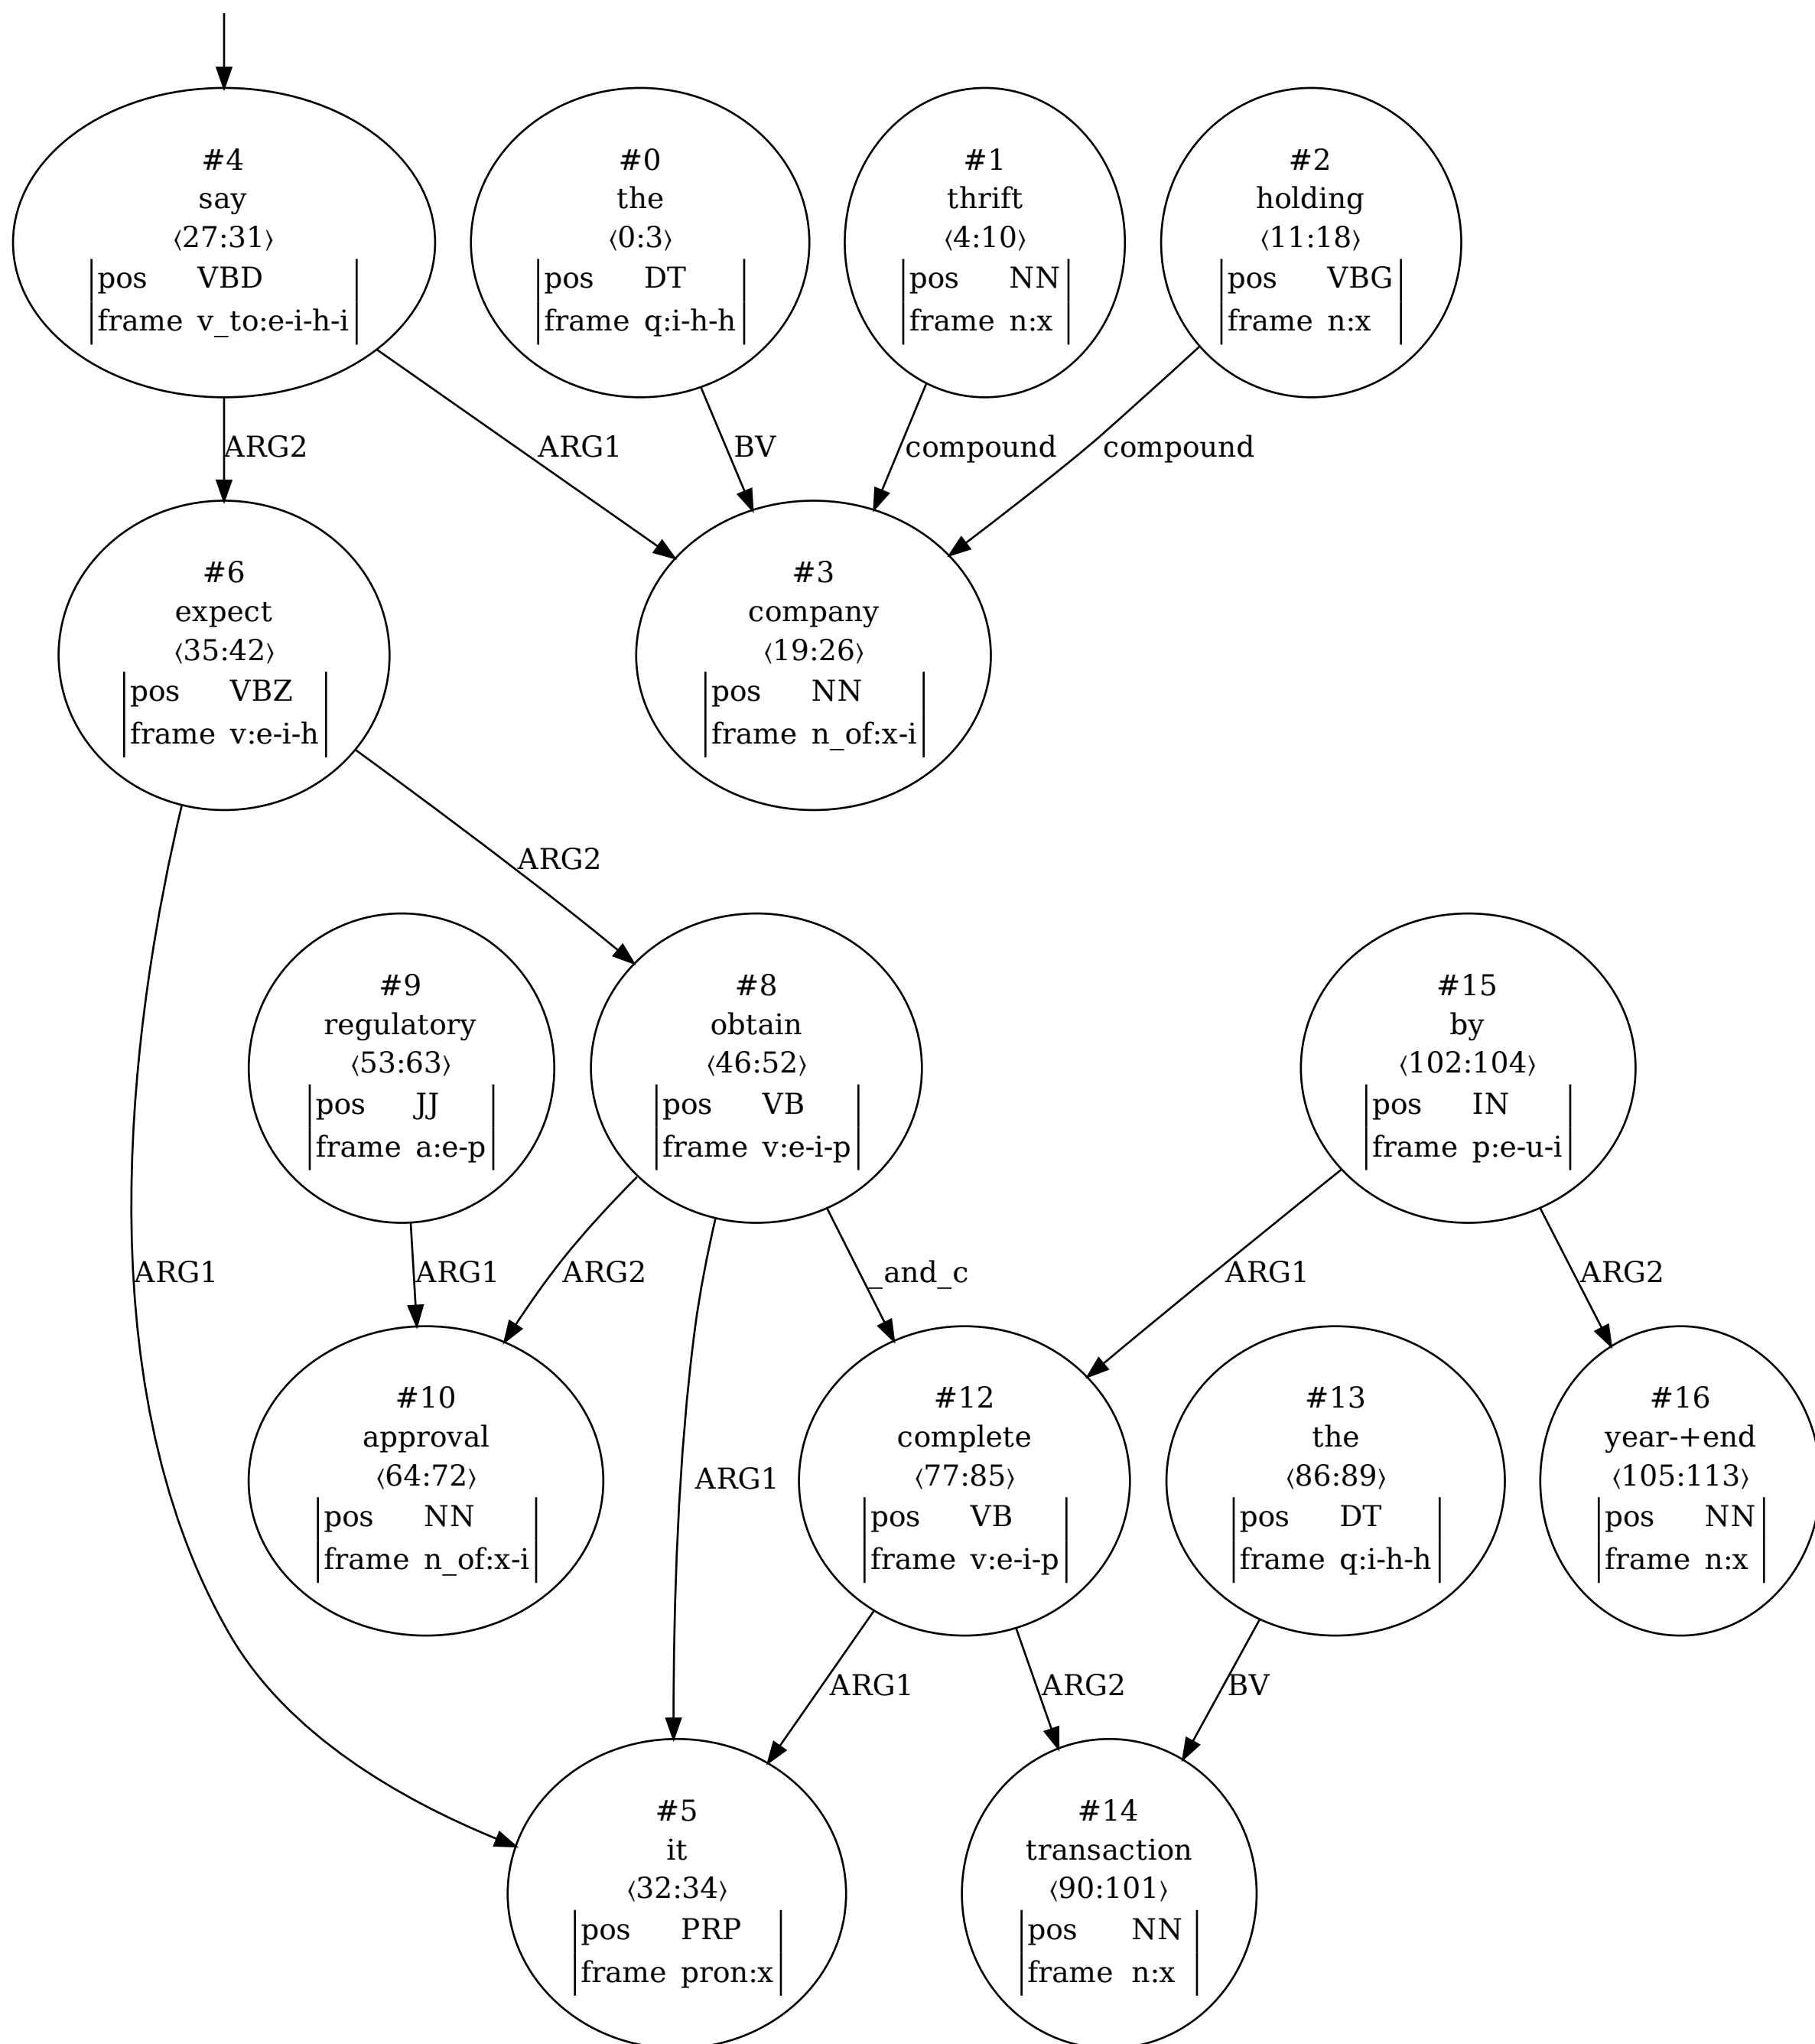 #4
say
⟨27:31⟩
pos VBD
frame v_to:e-i-h-i
#0
the
⟨0:3⟩
pos DT
frame q:i-h-h
#1
thrift
⟨4:10⟩
pos NN
frame n:x
#2
holding
⟨11:18⟩
pos VBG
frame n:x
ARG2
ARG1
BV
compound
compound
#6
expect
⟨35:42⟩
pos VBZ
frame v:e-i-h
#3
company
⟨19:26⟩
pos NN
frame n_of:x-i
ARG2
#9
regulatory
⟨53:63⟩
pos JJ
frame a:e-p
#8
obtain
⟨46:52⟩
pos VB
frame v:e-i-p
#15
by
⟨102:104⟩
pos IN
frame p:e-u-i
ARG1
ARG1
ARG2
_and_c
ARG1
ARG2
#10
approval
⟨64:72⟩
pos NN
frame n_of:x-i
ARG1
#12
complete
⟨77:85⟩
pos VB
frame v:e-i-p
#13
the
⟨86:89⟩
pos DT
frame q:i-h-h
#16
year-+end
⟨105:113⟩
pos NN
frame n:x
ARG1
ARG2
BV
#5
it
⟨32:34⟩
pos PRP
frame pron:x
#14
transaction
⟨90:101⟩
pos NN
frame n:x